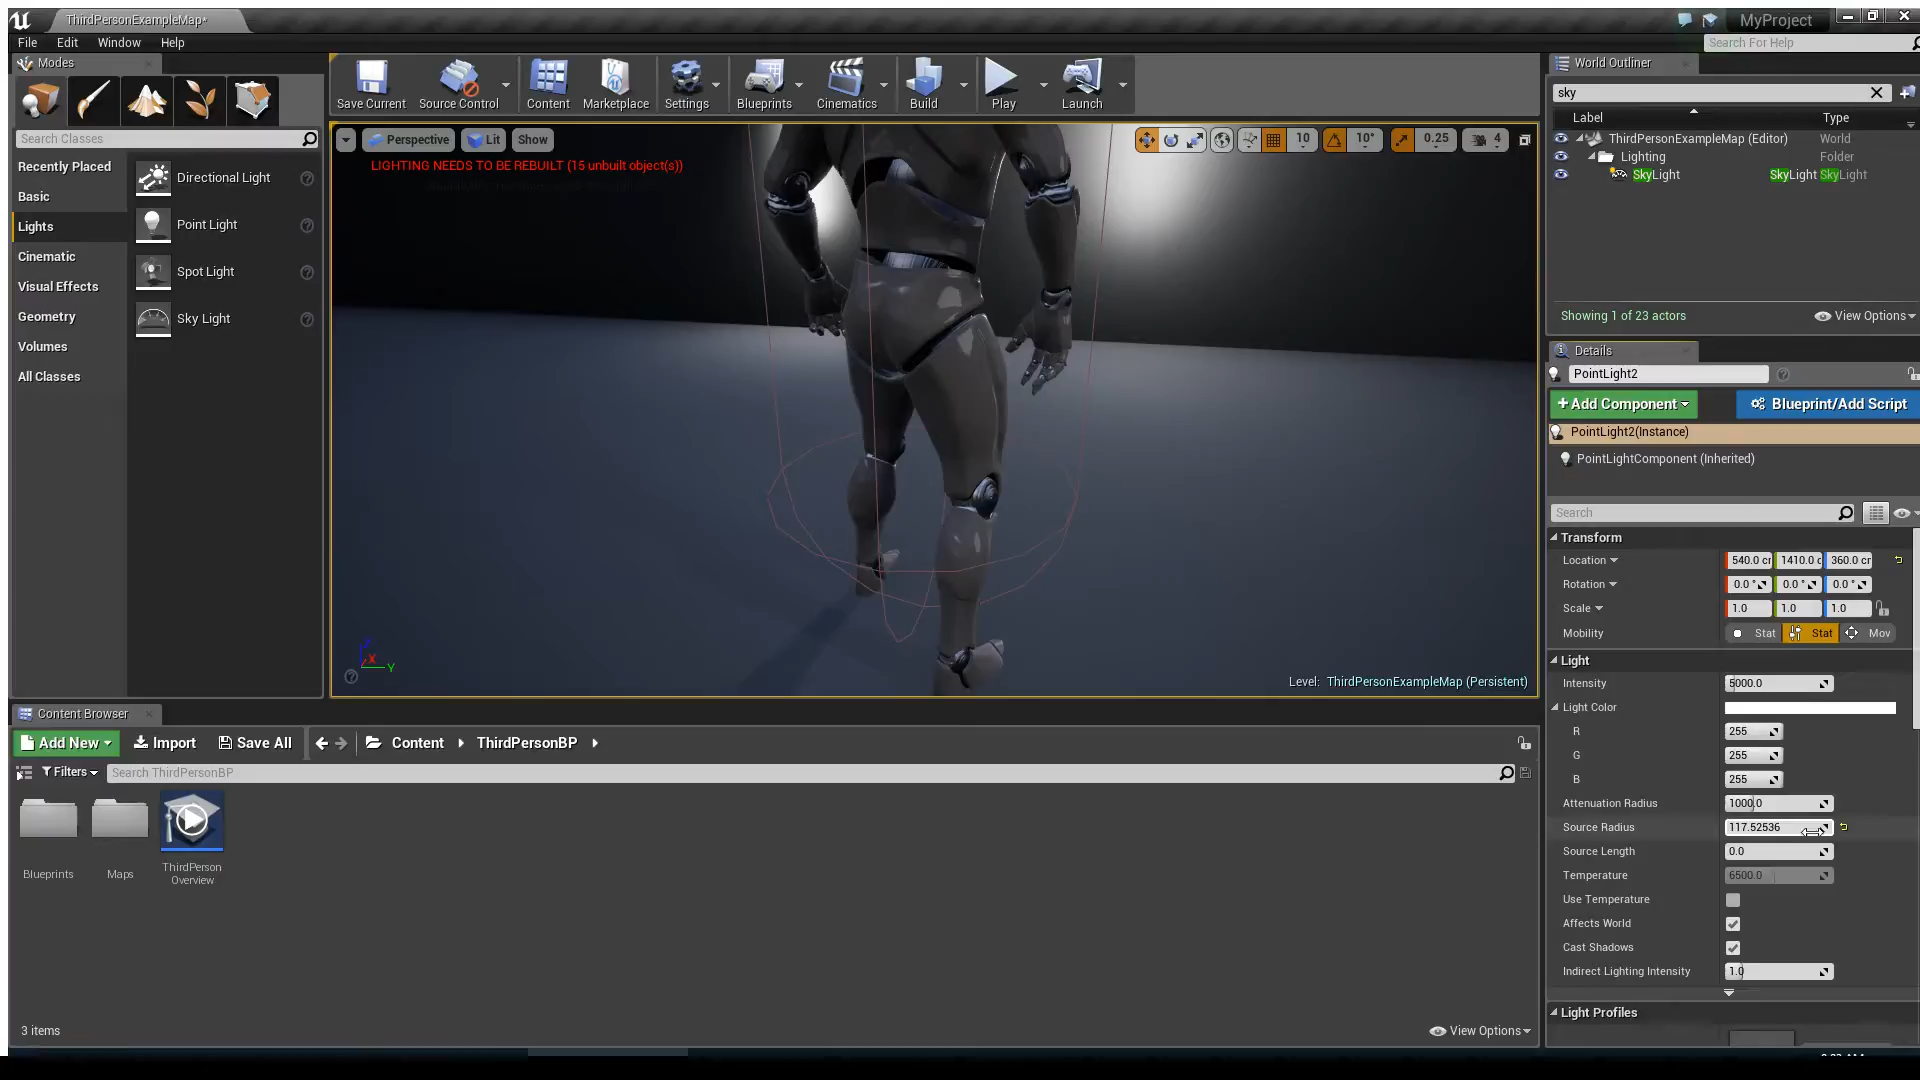 ThirdPersonExampleMap*
MyProject
File Edit Window Help
Search For Help
Modes
Save Current Source Control Content Marketplace Settings Blueprints Cinematics Build Play Launch
World Outliner
sky
Label Type
Search Classes
Recently Placed
Basic
Lights
Cinematic
Visual Effects
Geometry
Volumes
All Classes
Directional Light
Point Light
Spot Light
Sky Light
Perspective Lit Show
10 10° 0.25 4
LIGHTING NEEDS TO BE REBUILT (15 unbuilt object(s))
X Y
Level: ThirdPersonExampleMap (Persistent)
ThirdPersonExampleMap (Editor) World
Lighting Folder
SkyLight SkyLight SkyLight
Showing 1 of 23 actors View Options
Details
PointLight2
+Add Component Blueprint/Add Script
PointLight2(Instance)
PointLightComponent (Inherited)
Search
Transform
Location 540.0 cr 1410.0 c 360.0 cr
Rotation 0.0 ° 0.0 ° 0.0 °
Scale 1.0 1.0 1.0
Mobility Stat Stat Mov
Light
Intensity 5000.0
Light Color
R 255
G 255
B 255
Attenuation Radius 1000.0
Source Radius 117.52536
Source Length 0.0
Temperature 6500.0
Use Temperature
Affects World
Cast Shadows
Indirect Lighting Intensity 1.0
Light Profiles
Content Browser
Add New Import Save All Content ThirdPersonBP
Filters Search ThirdPersonBP
Blueprints
Maps
ThirdPerson
Overview
3 items View Options